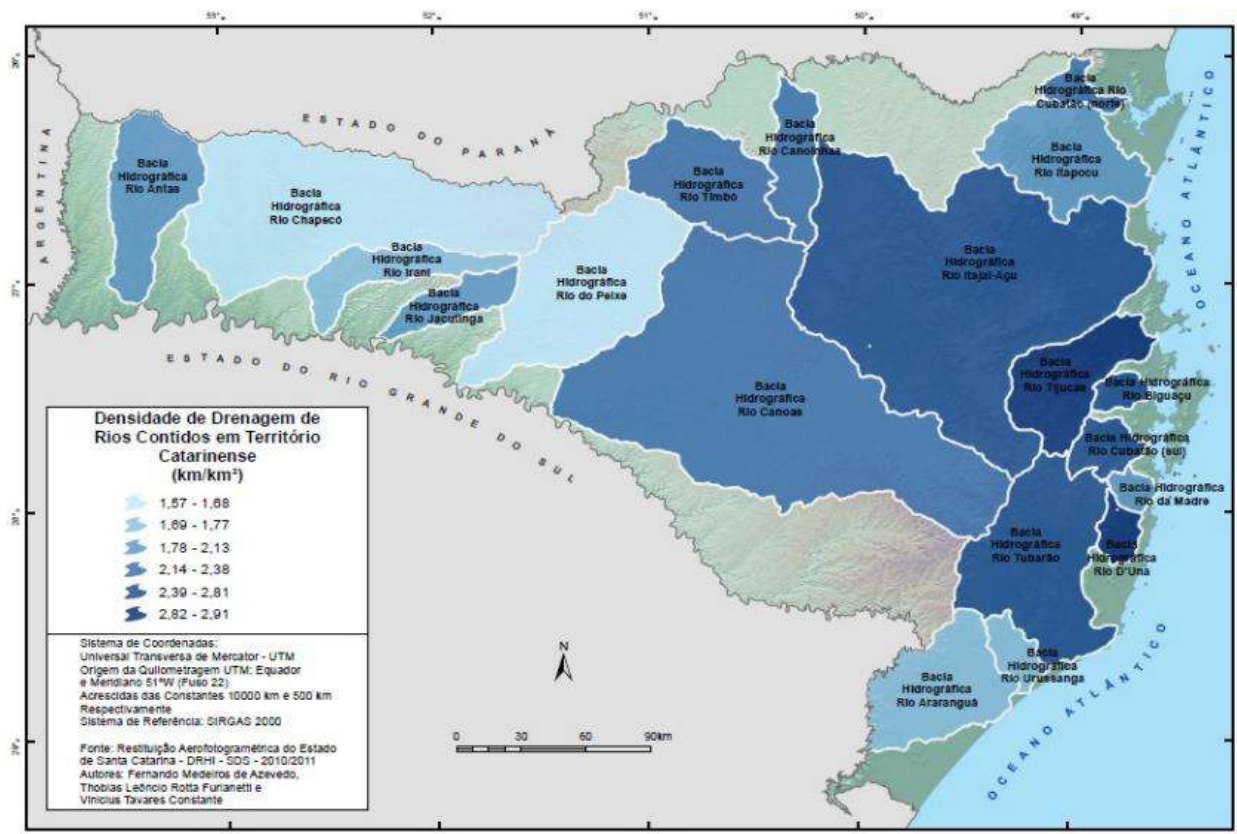 53°
52°
51°
50°
49°
26°
27°
28°
29°
ESTADO DO PARANÁ
ARGENTINA
OCEANO ATLÂNTICO
OCEANO ATLÂNTICO
OCEANO ATLÂNTICO
ESTADO DO RIO GRANDE DO SUL
Bacia
Hidrográfica
Rio Antas
Bacia
Hidrográfica
Rio Chapecó
Bacia
Hidrográfica
Rio Irani
Bacia
Hidrográfica
Rio Jacutinga
Bacia
Hidrográfica
Rio do Peixe
Bacia
Hidrográfica
Rio Timbó
Bacia
Hidrográfica
Rio Canoinhas
Bacia
Hidrográfica Rio
Cubatão (norte)
Bacia
Hidrográfica
Rio Itapocu
Bacia
Hidrográfica
Rio Itajaí-Açu
Bacia
Hidrográfica
Rio Tijucas
Bacia Hidrográfica
Rio Biguaçu
Bacia Hidrográfica
Rio Cubatão (sul)
Bacia Hidrográfica
Rio da Madre
Bacia
Hidrográfica
Rio D'Una
Bacia
Hidrográfica
Rio Canoas
Bacia
Hidrográfica
Rio Tubarão
Bacia
Hidrográfica
Rio Urussanga
Bacia
Hidrográfica
Rio Araranguá
Densidade de Drenagem de
Rios Contidos em Território
Catarinense
(km/km²)
1,57 - 1,68
1,69 - 1,77
1,78 - 2,13
2,14 - 2,38
2,39 - 2,81
2,82 - 2,91
Sistema de Coordenadas:
Universal Transversa de Mercator - UTM
Origem da Quilometragem UTM: Equador
e Meridiano 51°W (Fuso 22)
Acrescidas das Constantes 10000 km e 500 km
Respectivamente
Sistema de Referência: SIRGAS 2000
Fonte: Restituição Aerofotogramétrica do Estado
de Santa Catarina - DRHI - SDS - 2010/2011
Autores: Fernando Medeiros de Azevedo,
Thobias Leôncio Rotta Furlanetti e
Vinicius Tavares Constante
N
0 30 60 90km